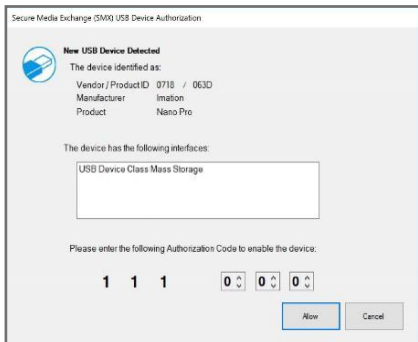 Secure Media Exchange (SMX) USB Device Authorization
New USB Device Detected
The device identified as:
Vendor / Product ID 0718 / 063D
Manufacturer Imation
Product Nano Pro
The device has the following interfaces:
USB Device Class Mass Storage
Please enter the following Authorization Code to enable the device:
1 1 1 0 0 0
Allow Cancel